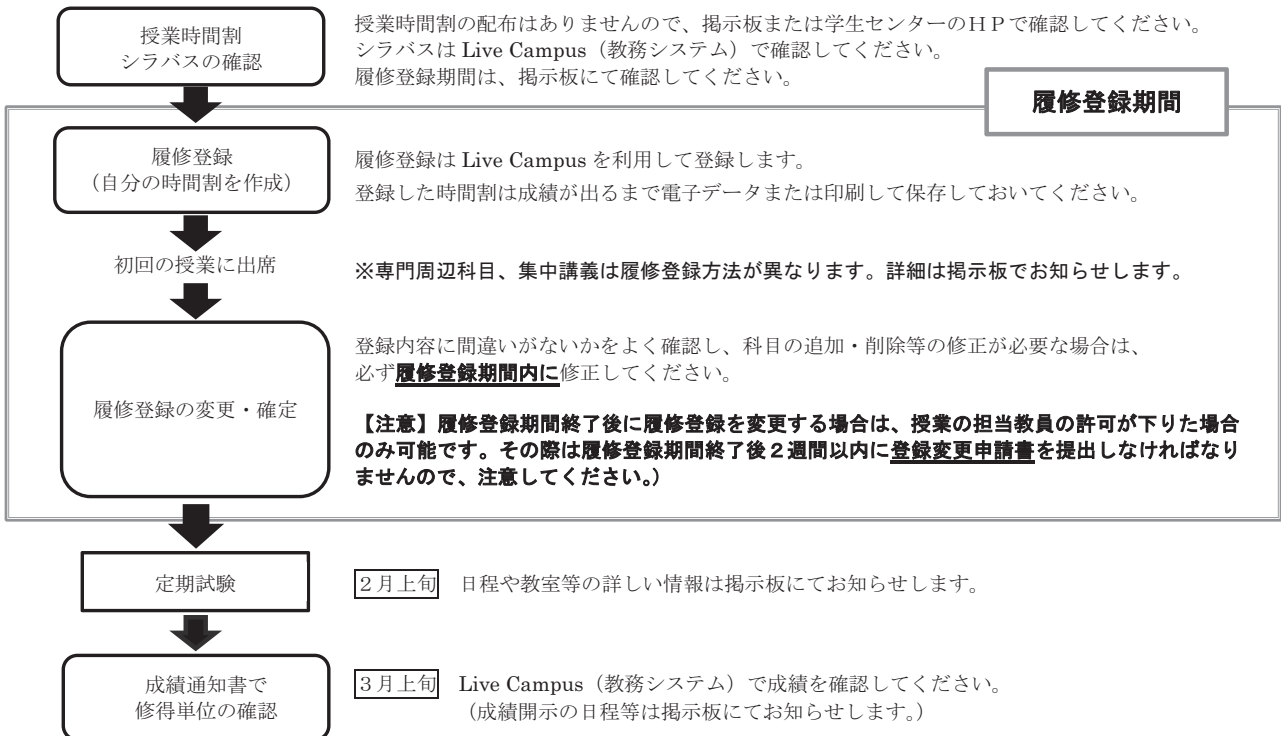 授業時間割
シラバスの確認
授業時間割の配布はありませんので、掲示板または学生センターのHPで確認してください。
シラバスは Live Campus（教務システム）で確認してください。
履修登録期間は、掲示板にて確認してください。
履修登録期間
履修登録
（自分の時間割を作成）
履修登録は Live Campus を利用して登録します。
登録した時間割は成績が出るまで電子データまたは印刷して保存しておいてください。
初回の授業に出席
※専門周辺科目、集中講義は履修登録方法が異なります。詳細は掲示板でお知らせします。
履修登録の変更・確定
登録内容に間違いがないかをよく確認し、科目の追加・削除等の修正が必要な場合は、
必ず履修登録期間内に修正してください。
【注意】履修登録期間終了後に履修登録を変更する場合は、授業の担当教員の許可が下りた場合
のみ可能です。その際は履修登録期間終了後２週間以内に登録変更申請書を提出しなければなり
ませんので、注意してください。）
定期試験
２月上旬 日程や教室等の詳しい情報は掲示板にてお知らせします。
成績通知書で
修得単位の確認
３月上旬 Live Campus（教務システム）で成績を確認してください。
（成績開示の日程等は掲示板にてお知らせします。）